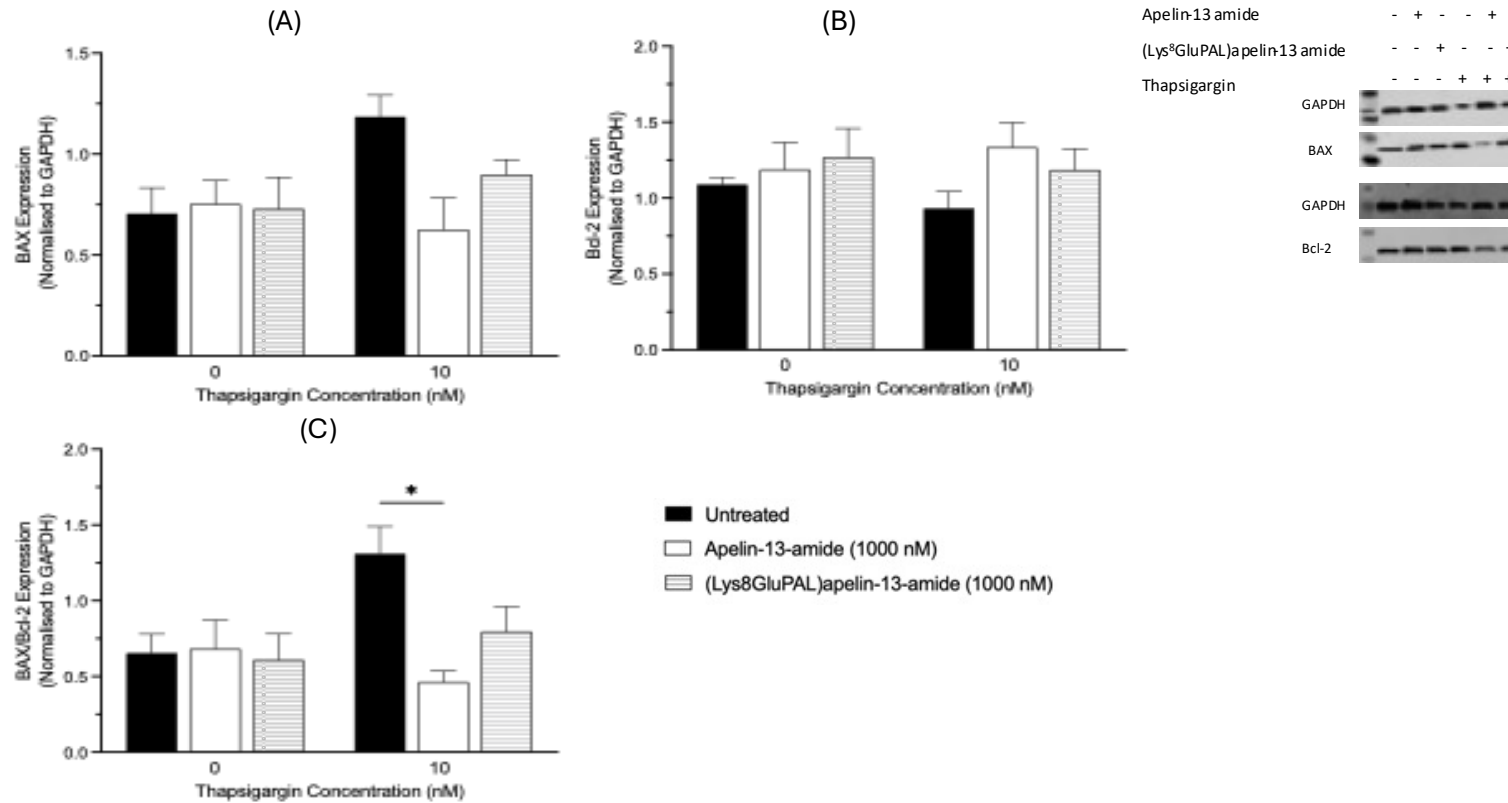 (A)
1.5
1.0
0.5
0.0
BAX Expression
(Normalised to GAPDH)
0
10
Thapsigargin Concentration (nM)
(B)
2.0
1.5
1.0
0.5
0.0
Bcl-2 Expression
(Normalised to GAPDH)
0
10
Thapsigargin Concentration (nM)
Apelin-13 amide - + - - +
(Lys⁸GluPAL)apelin-13 amide - - + - -
Thapsigargin - - - + +
GAPDH
BAX
GAPDH
Bcl-2
(C)
2.0
1.5
1.0
0.5
0.0
BAX/Bcl-2 Expression
(Normalised to GAPDH)
*
0
10
Thapsigargin Concentration (nM)
Untreated
Apelin-13-amide (1000 nM)
(Lys8GluPAL)apelin-13-amide (1000 nM)